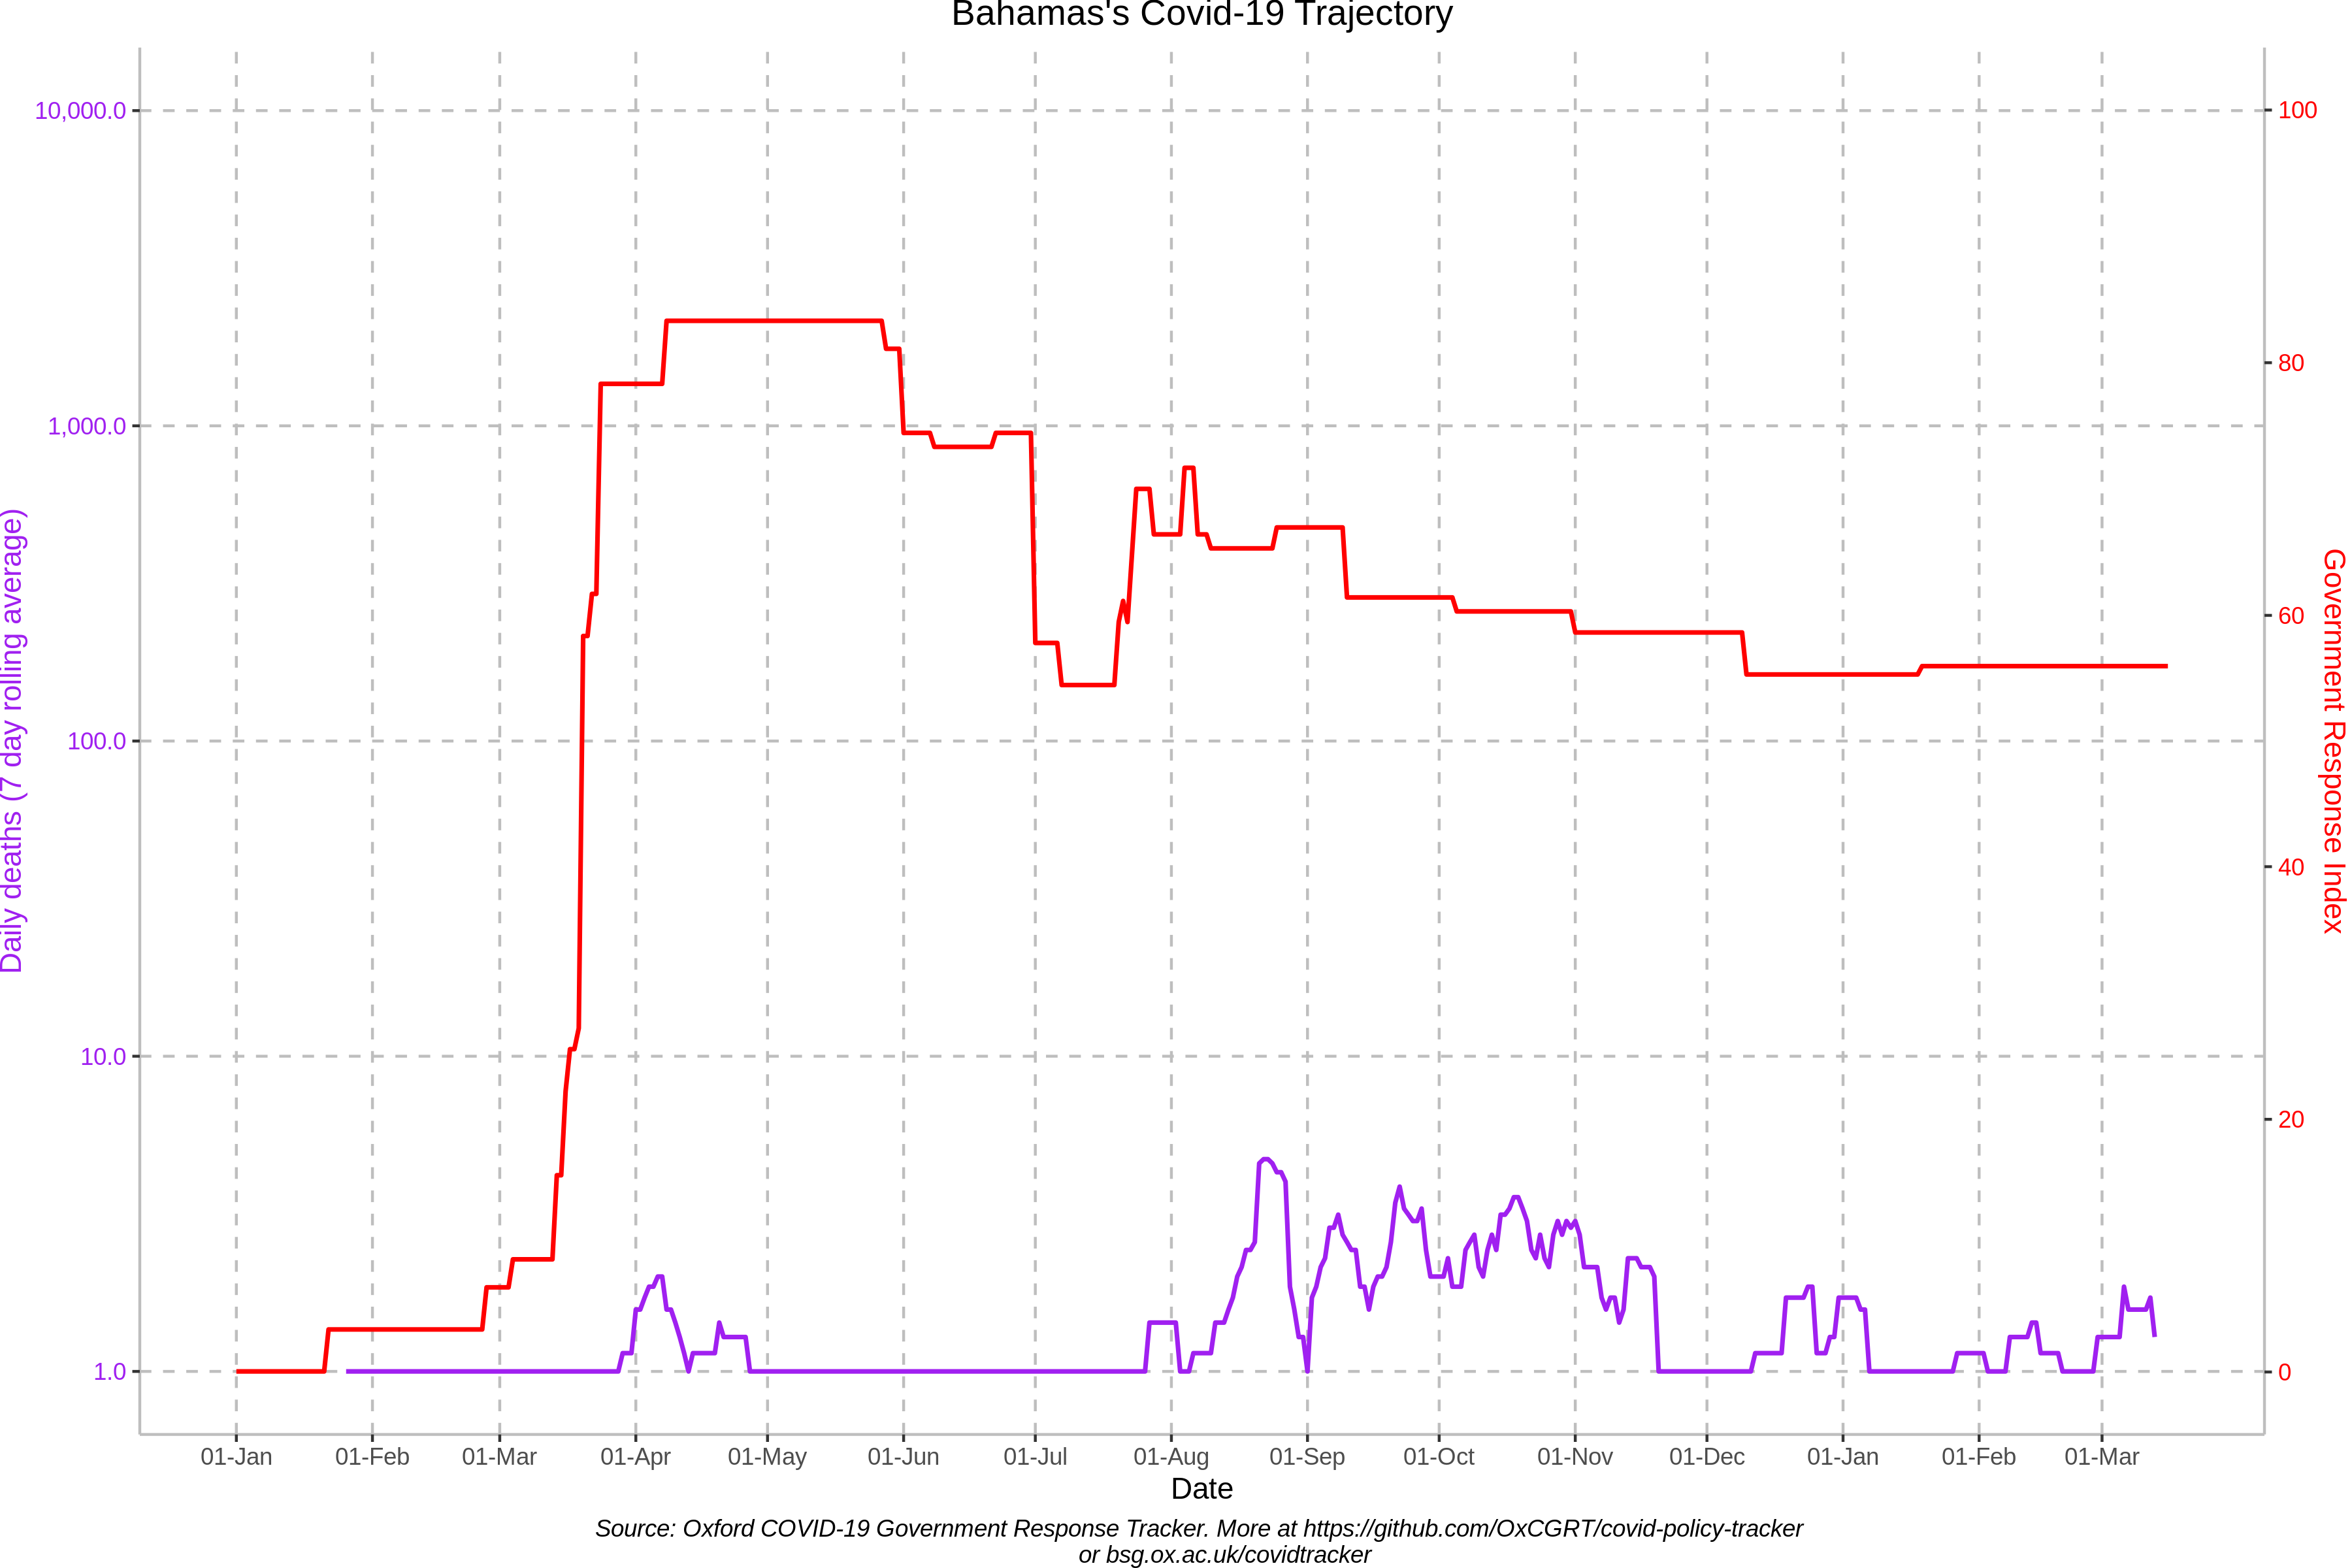 Bahamas's Covid-19 Trajectory
10,000.0
1,000.0
100.0
10.0
1.0
Daily deaths (7 day rolling average)
100
80
60
40
20
0
Government Response Index
01-Jan 01-Feb 01-Mar 01-Apr 01-May 01-Jun 01-Jul 01-Aug 01-Sep 01-Oct 01-Nov 01-Dec 01-Jan 01-Feb 01-Mar
Date
Source: Oxford COVID-19 Government Response Tracker. More at https://github.com/OxCGRT/covid-policy-tracker
or bsg.ox.ac.uk/covidtracker